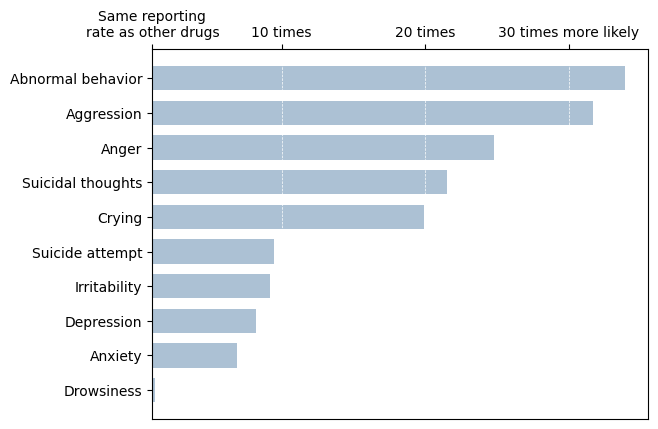 Same reporting
rate as other drugs
10 times
20 times
30 times more likely
Abnormal behavior
Aggression
Anger
Suicidal thoughts
Crying
Suicide attempt
Irritability
Depression
Anxiety
Drowsiness